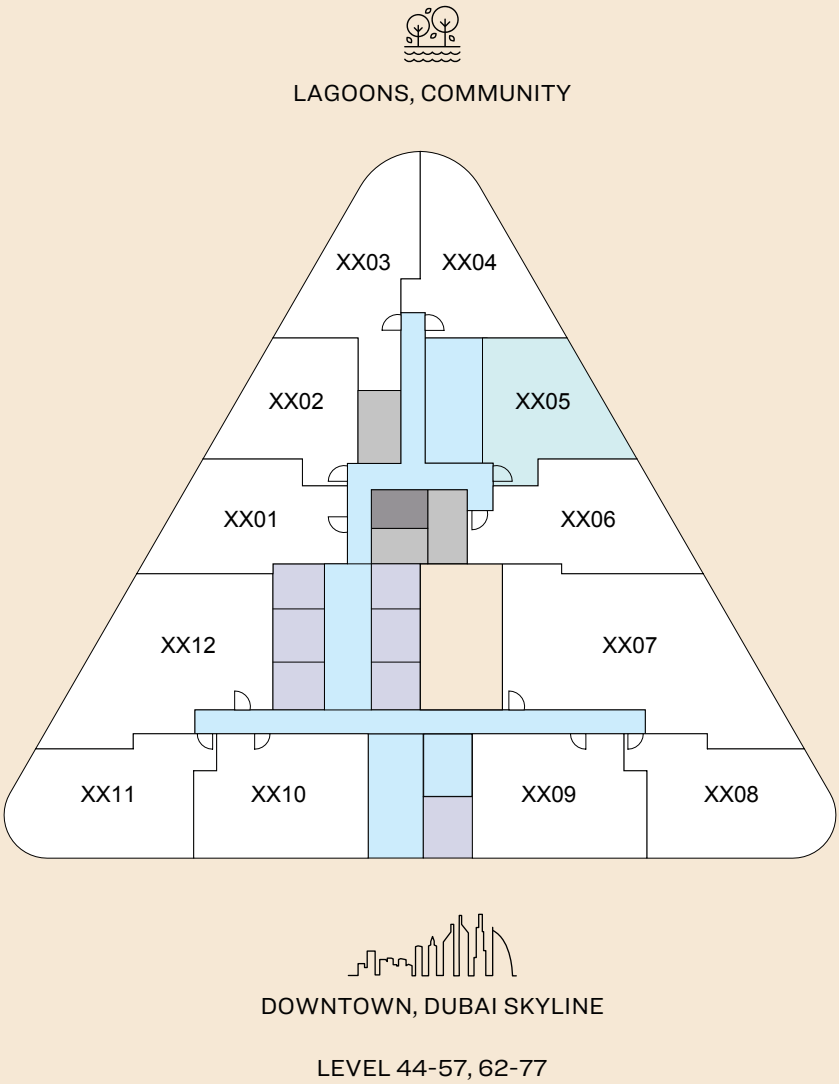 LAGOONS, COMMUNITY
XX03
XX04
XX02
XX05
XX01
XX06
XX12
XX07
XX11
XX10
XX09
XX08
DOWNTOWN, DUBAI SKYLINE
LEVEL 44-57, 62-77